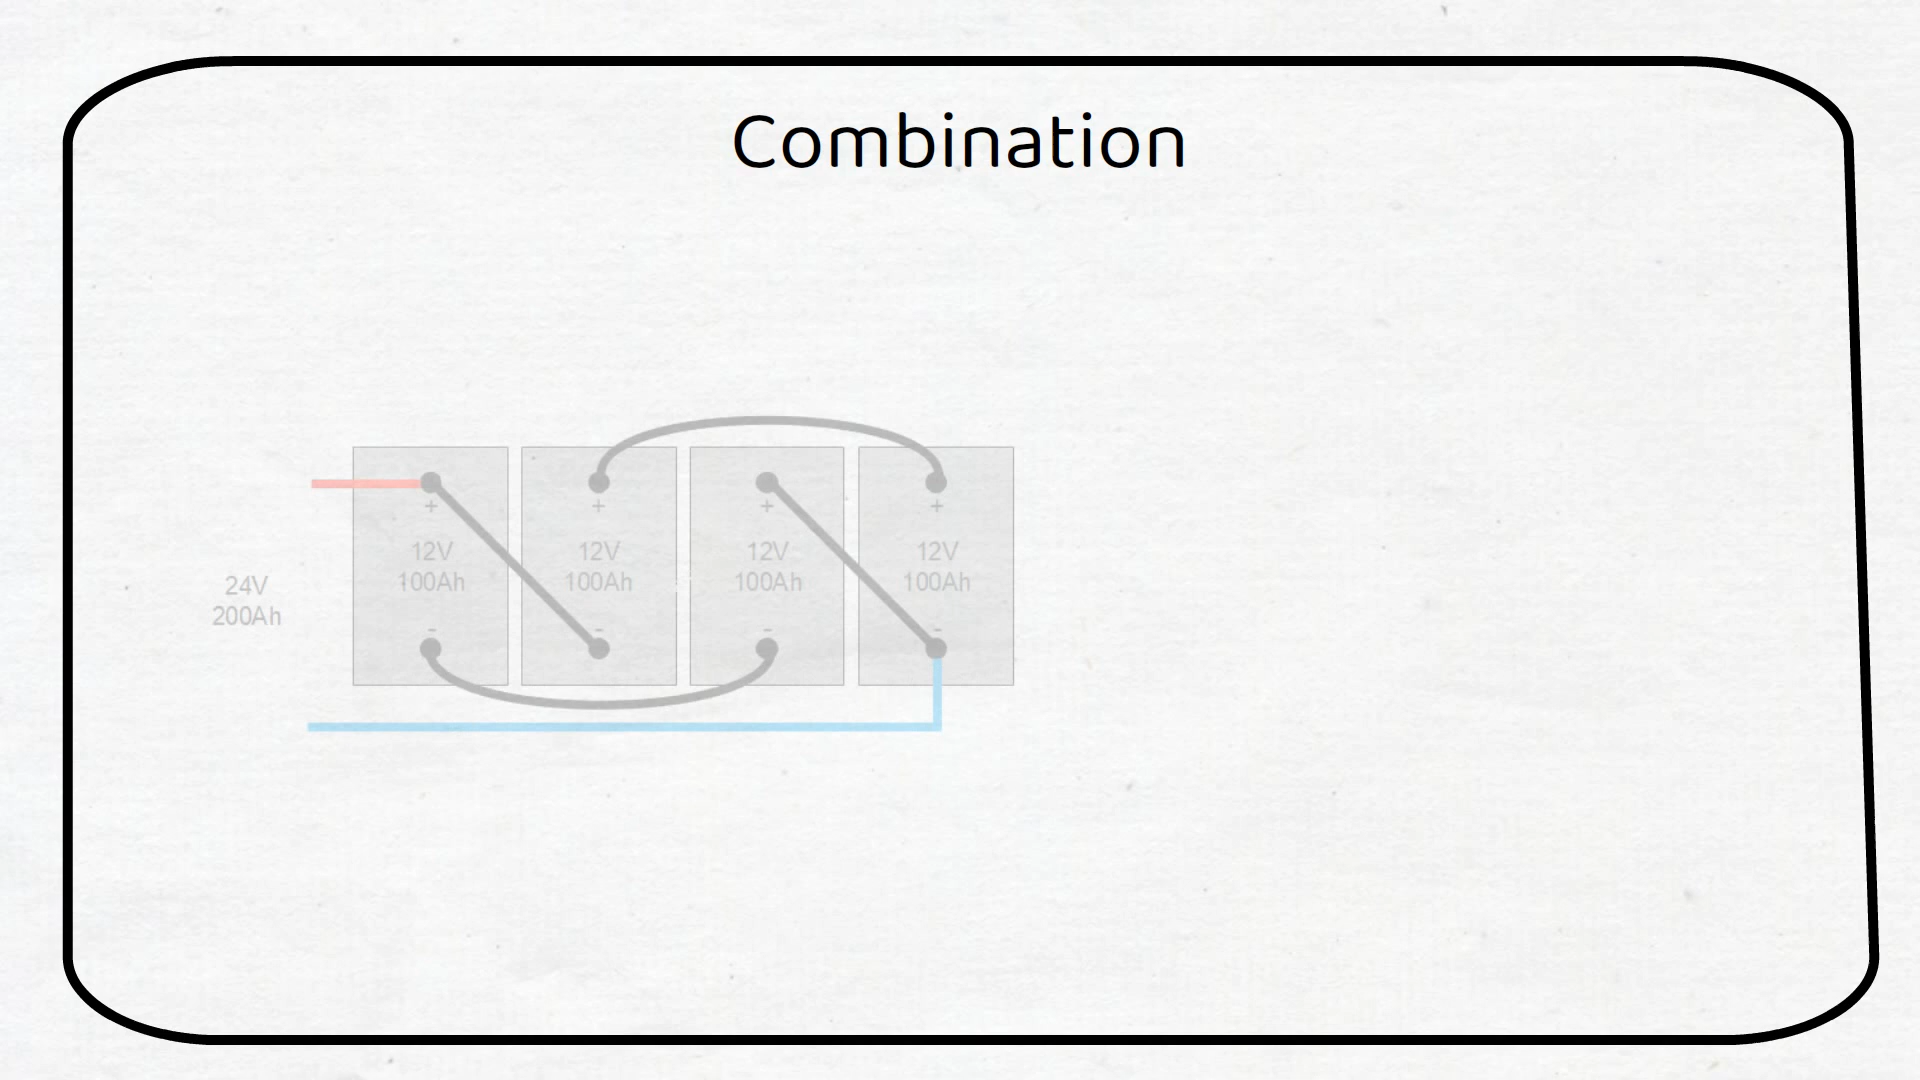 Combination
+
+
+
+
12V
100Ah
12V
100Ah
12V
100Ah
12V
100Ah
24V
200Ah
-
-
-
-